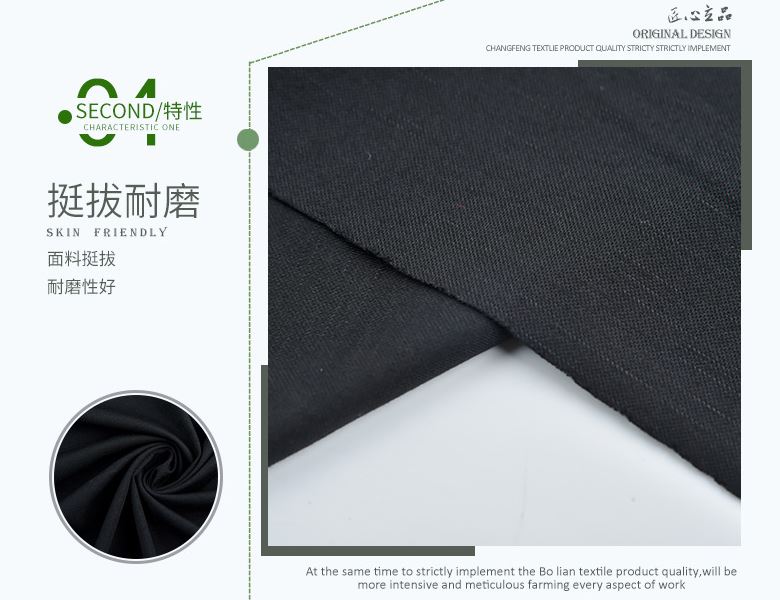 匠心立品
ORIGINAL DESIGN
CHANGFENG TEXTLIE PRODUCT QUALITY STRICTY STRICTLY IMPLEMENT
04
SECOND/特性
CHARACTERISTIC ONE
挺拔耐磨
SKIN FRIENDLY
面料挺拔
耐磨性好
At the same time to strictly implement the Bo lian textile product quality,will be
more intensive and meticulous farming every aspect of work